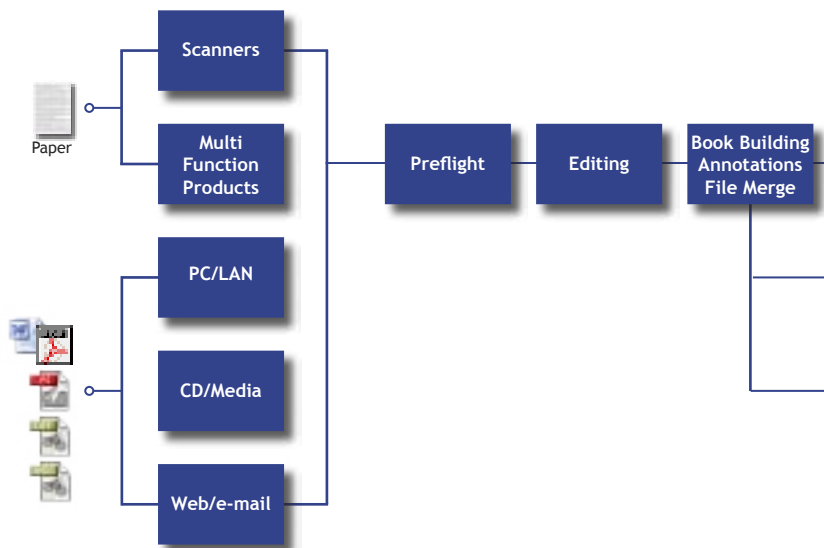 Scanners
Paper
Multi
Function
Products
Preflight
Editing
Book Building
Annotations
File Merge
PC/LAN
CD/Media
Web/e-mail